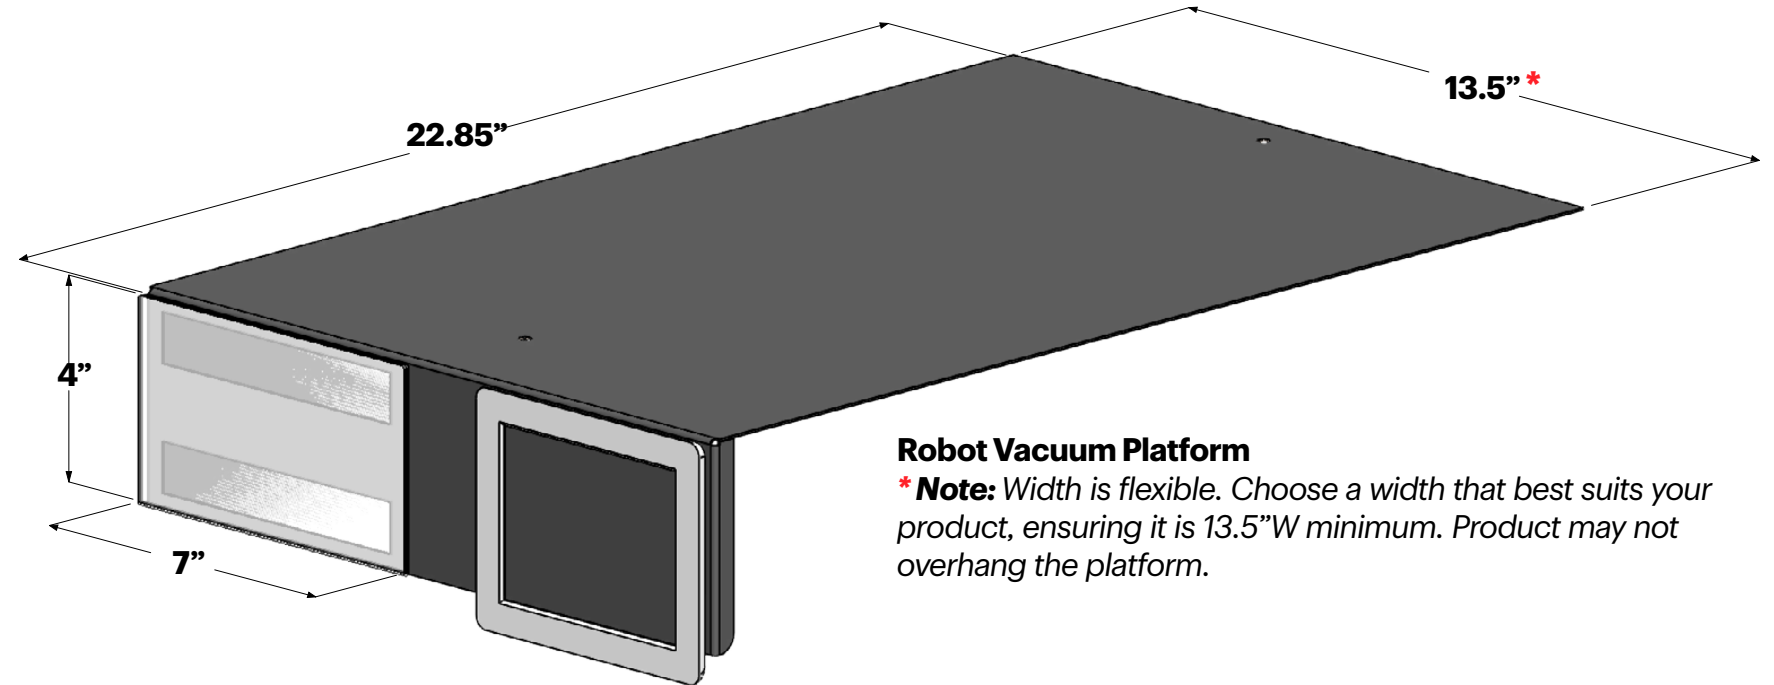 13.5” *
22.85”
4”
7”
Robot Vacuum Platform
* Note: Width is flexible. Choose a width that best suits your
product, ensuring it is 13.5”W minimum. Product may not
overhang the platform.